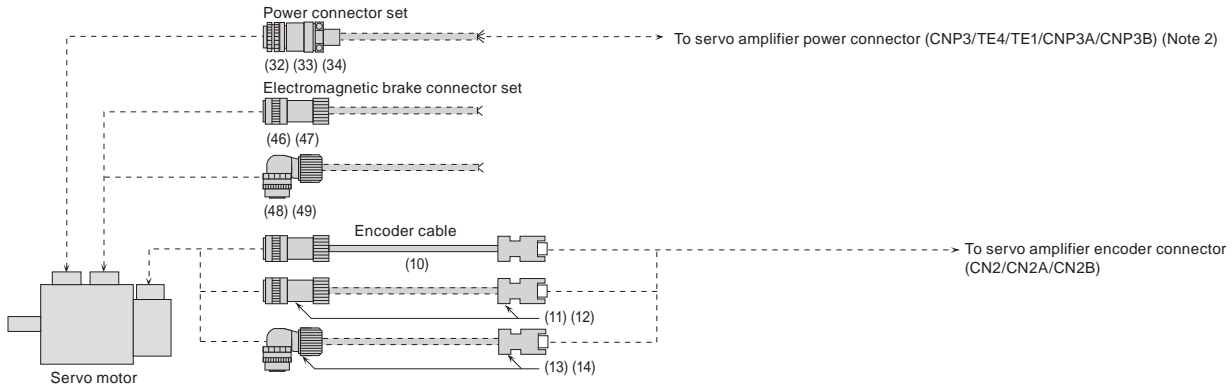 Power connector set
To servo amplifier power connector (CNP3/TE4/TE1/CNP3A/CNP3B) (Note 2)
(32) (33) (34)
Electromagnetic brake connector set
(46) (47)
(48) (49)
Encoder cable
(10)
To servo amplifier encoder connector
(CN2/CN2A/CN2B)
(11) (12)
(13) (14)
Servo motor